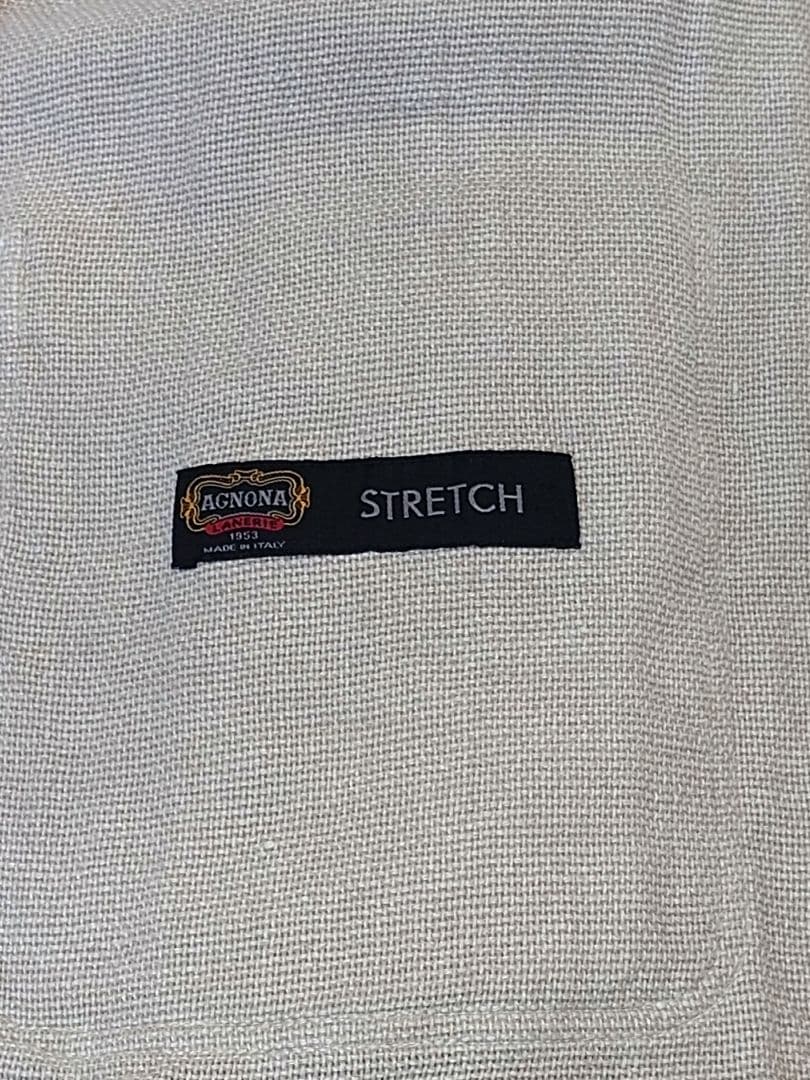 AGNONA
LANERIE
1953
MADE IN ITALY
STRETCH